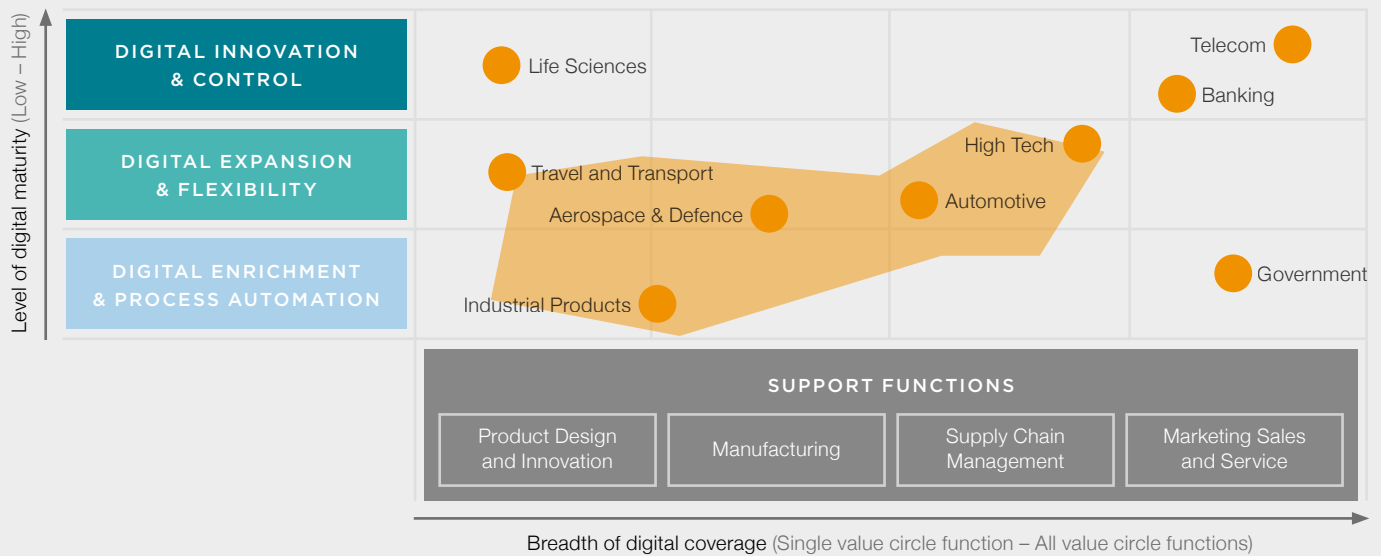 Level of digital maturity (Low – High)
DIGITAL INNOVATION
& CONTROL
DIGITAL EXPANSION
& FLEXIBILITY
DIGITAL ENRICHMENT
& PROCESS AUTOMATION
Telecom
Life Sciences
Banking
High Tech
Travel and Transport
Automotive
Aerospace & Defence
Government
Industrial Products
SUPPORT FUNCTIONS
Product Design
and Innovation
Manufacturing
Supply Chain
Management
Marketing Sales
and Service
Breadth of digital coverage (Single value circle function – All value circle functions)